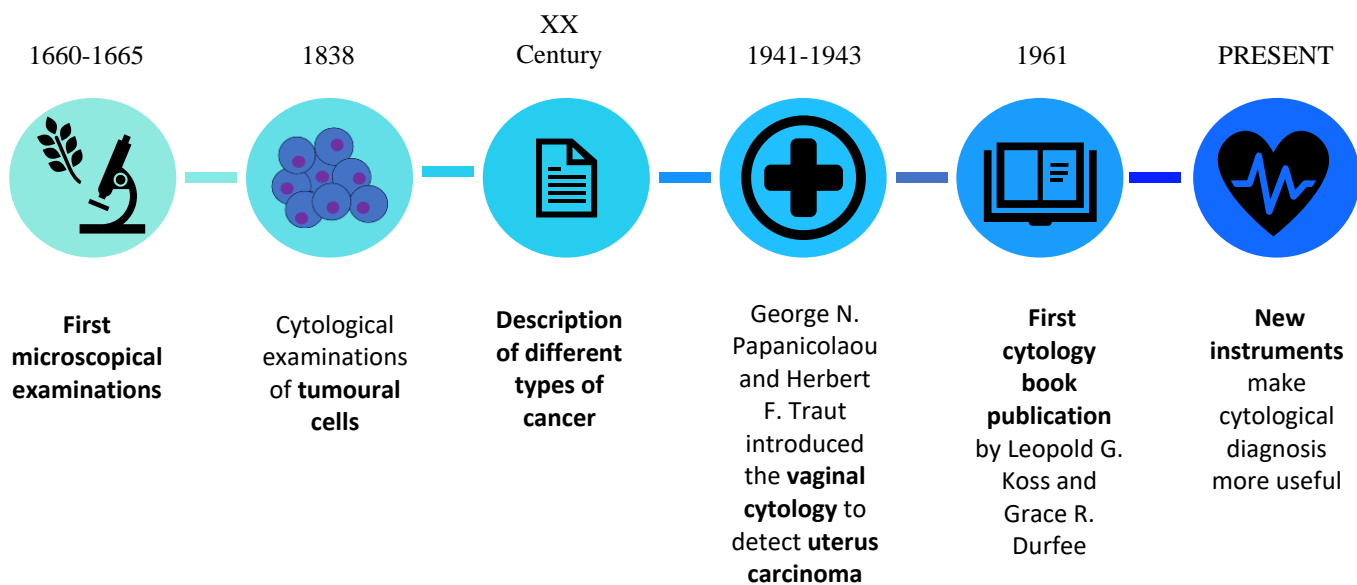 1660-1665
First
microscopical
examinations
1838
Cytological
examinations
of tumoural
cells
XX
Century
Description
of different
types of
cancer
1941-1943
George N.
Papanicolaou
and Herbert
F. Traut
introduced
the vaginal
cytology to
detect uterus
carcinoma
1961
First
cytology
book
publication
by Leopold G.
Koss and
Grace R.
Durfee
PRESENT
New
instruments
make
cytological
diagnosis
more useful